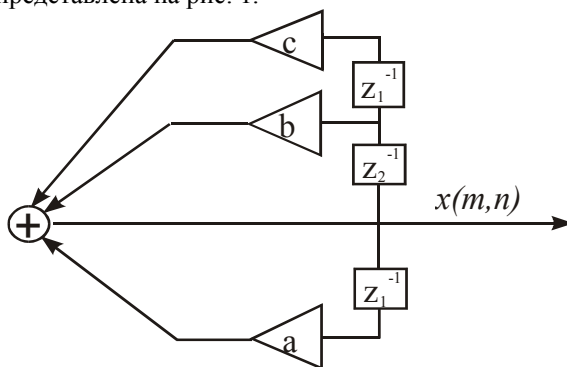 представлена на рис. 1.
c
z₁⁻¹
b
z₂⁻¹
x(m,n)
+
z₁⁻¹
a